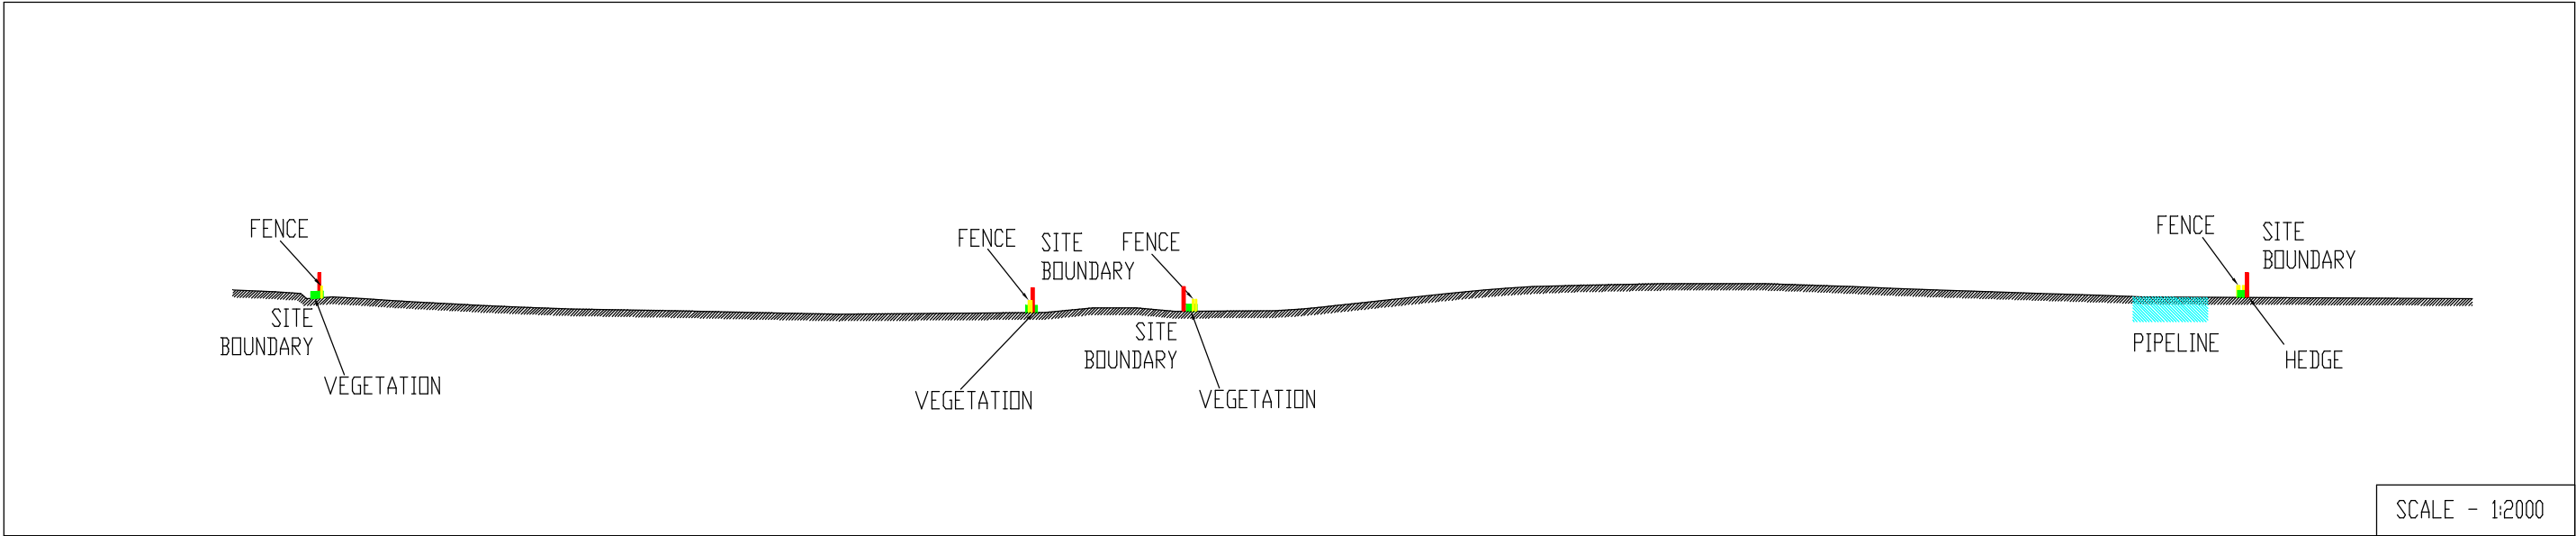 FENCE
SITE
BOUNDARY
VEGETATION
FENCE
SITE
BOUNDARY
VEGETATION
FENCE
SITE
BOUNDARY
VEGETATION
FENCE
SITE
BOUNDARY
PIPELINE
HEDGE
SCALE - 1:2000